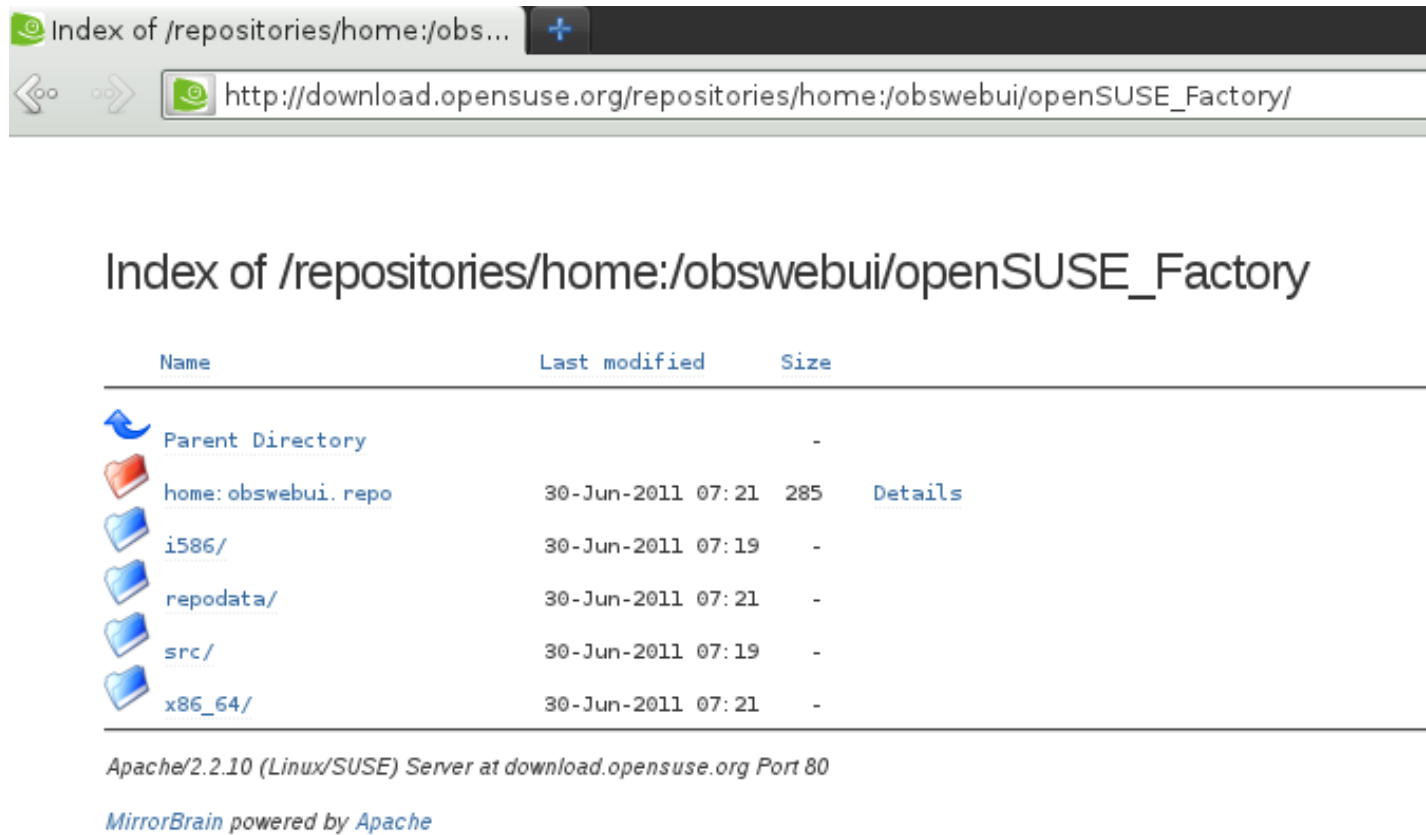 Index of /repositories/home:/obs...
http://download.opensuse.org/repositories/home:/obswebui/openSUSE_Factory/
Index of /repositories/home:/obswebui/openSUSE_Factory
Name Last modified Size
Parent Directory -
home:obswebui.repo 30-Jun-2011 07:21 285 Details
i586/ 30-Jun-2011 07:19 -
repodata/ 30-Jun-2011 07:21 -
src/ 30-Jun-2011 07:19 -
x86_64/ 30-Jun-2011 07:21 -
Apache/2.2.10 (Linux/SUSE) Server at download.opensuse.org Port 80
MirrorBrain powered by Apache